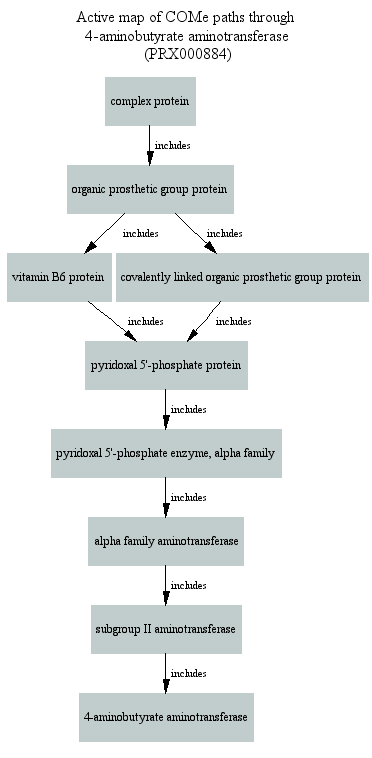 Active map of COMe paths through
4-aminobutyrate aminotransferase
(PRX000884)
complex protein
includes
organic prosthetic group protein
includes
includes
vitamin B6 protein
covalently linked organic prosthetic group protein
includes
includes
pyridoxal 5'-phosphate protein
includes
pyridoxal 5'-phosphate enzyme, alpha family
includes
alpha family aminotransferase
includes
subgroup II aminotransferase
includes
4-aminobutyrate aminotransferase